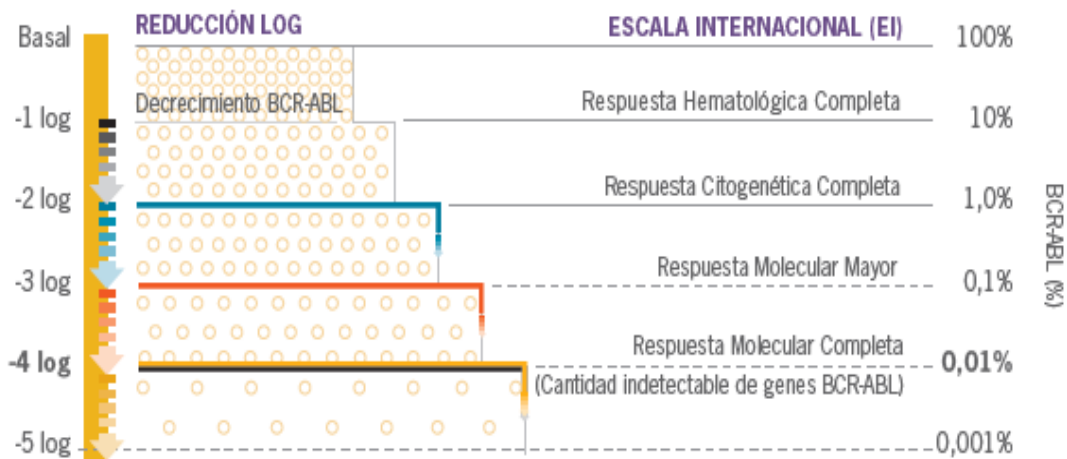 REDUCCIÓN LOG
ESCALA INTERNACIONAL (EI)
Basal
100%
Decrecimiento BCR-ABL
Respuesta Hematológica Completa
-1 log
10%
Respuesta Citogenética Completa
-2 log
1,0%
BCR-ABL (%)
Respuesta Molecular Mayor
-3 log
0,1%
Respuesta Molecular Completa
-4 log
0,01%
(Cantidad indetectable de genes BCR-ABL)
-5 log
0,001%